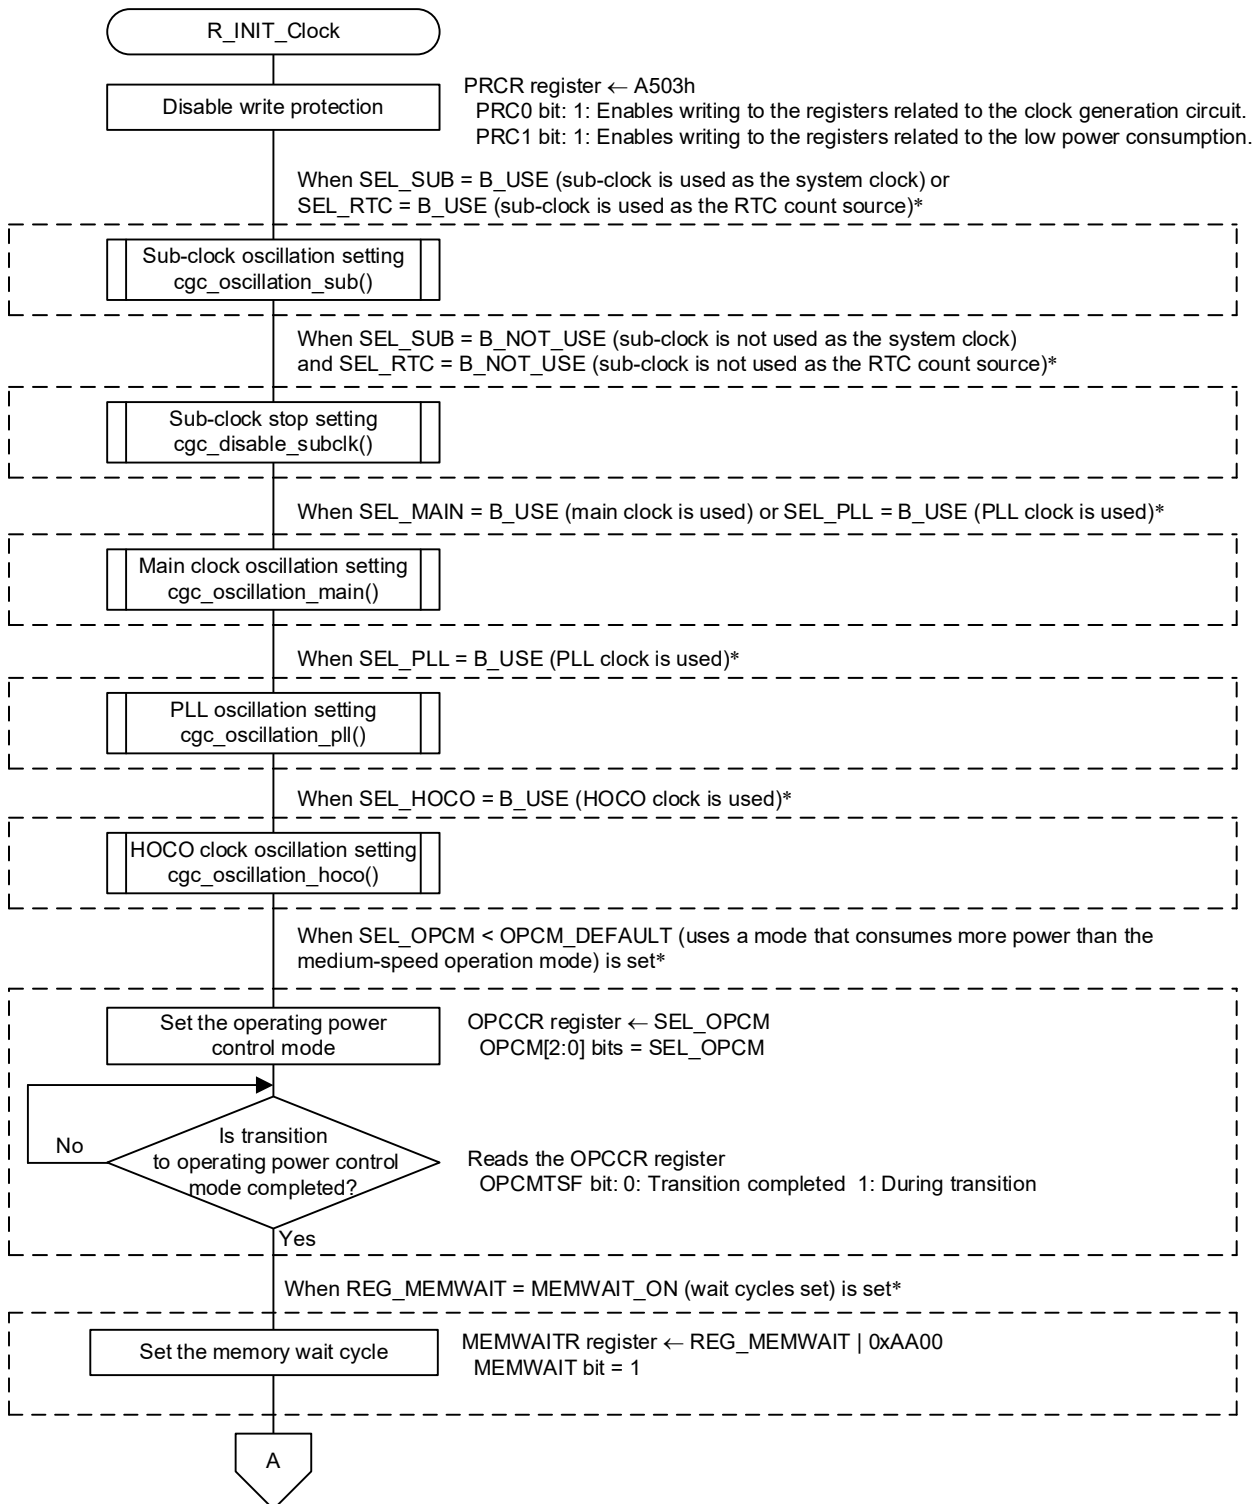 R_INIT_Clock
Disable write protection
PRCR register ← A503h
PRC0 bit: 1: Enables writing to the registers related to the clock generation circuit.
PRC1 bit: 1: Enables writing to the registers related to the low power consumption.
When SEL_SUB = B_USE (sub-clock is used as the system clock) or
SEL_RTC = B_USE (sub-clock is used as the RTC count source)*
Sub-clock oscillation setting
cgc_oscillation_sub()
When SEL_SUB = B_NOT_USE (sub-clock is not used as the system clock)
and SEL_RTC = B_NOT_USE (sub-clock is not used as the RTC count source)*
Sub-clock stop setting
cgc_disable_subclk()
When SEL_MAIN = B_USE (main clock is used) or SEL_PLL = B_USE (PLL clock is used)*
Main clock oscillation setting
cgc_oscillation_main()
When SEL_PLL = B_USE (PLL clock is used)*
PLL oscillation setting
cgc_oscillation_pll()
When SEL_HOCO = B_USE (HOCO clock is used)*
HOCO clock oscillation setting
cgc_oscillation_hoco()
When SEL_OPCM < OPCM_DEFAULT (uses a mode that consumes more power than the
medium-speed operation mode) is set*
Set the operating power
control mode
OPCCR register ← SEL_OPCM
OPCM[2:0] bits = SEL_OPCM
No
Is transition
to operating power control
mode completed?
Reads the OPCCR register
OPCMTSF bit: 0: Transition completed 1: During transition
Yes
When REG_MEMWAIT = MEMWAIT_ON (wait cycles set) is set*
Set the memory wait cycle
MEMWAITR register ← REG_MEMWAIT | 0xAA00
MEMWAIT bit = 1
A